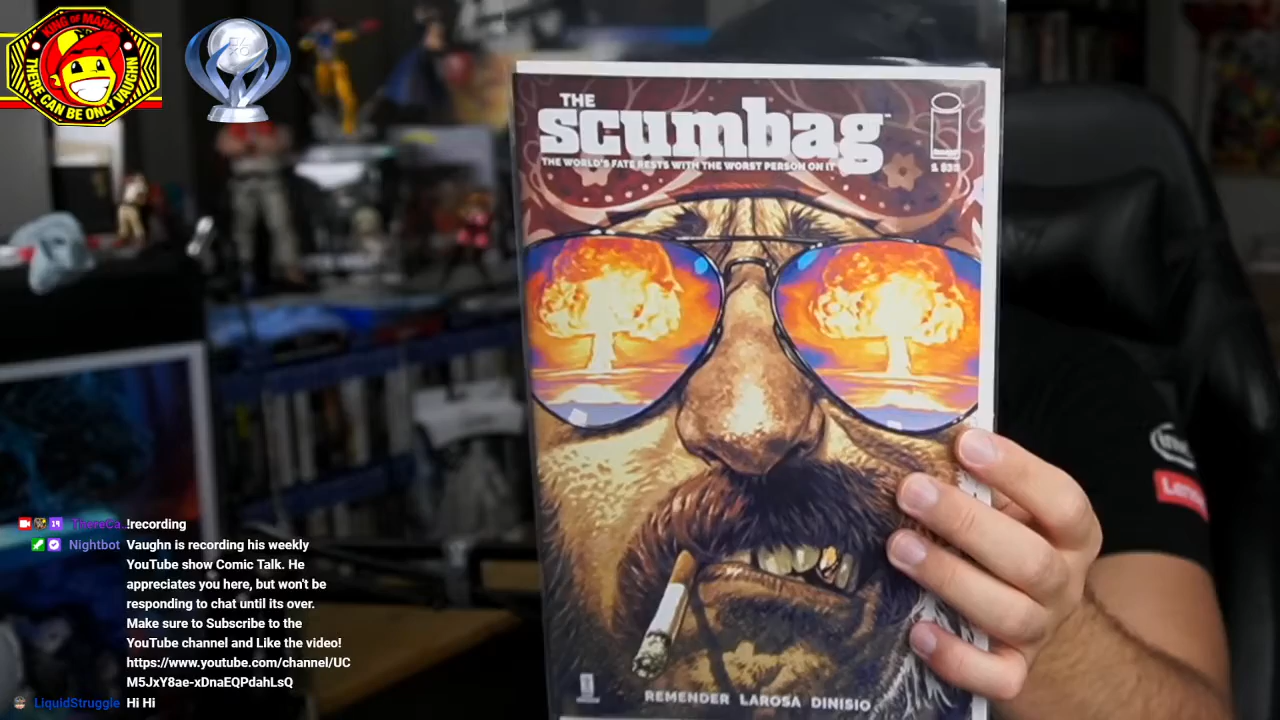 KING OF MARKS
THERE CAN BE ONLY VAUGHN
THE
scumbag
THE WORLD'S FATE RESTS WITH THE WORST PERSON ON IT
intel
REMENDER LAROSA DINISIO
19 ThereCa.. !recording
Nightbot Vaughn is recording his weekly
YouTube show Comic Talk. He
appreciates you here, but won't be
responding to chat until its over.
Make sure to Subscribe to the
YouTube channel and Like the video!
https://www.youtube.com/channel/UC
M5JxY8ae-xDnaEQPdahLsQ
LiquidStruggle Hi Hi